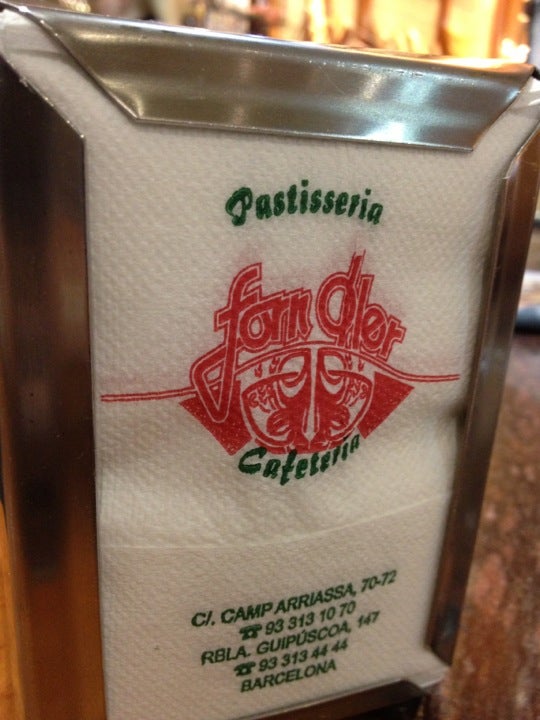 Pastisseria
forn Oler
Cafeteria
C/. CAMP ARRIASSA, 70-72
☎ 93 313 10 70
RBLA. GUIPÚSCOA, 147
☎ 93 313 44 44
BARCELONA